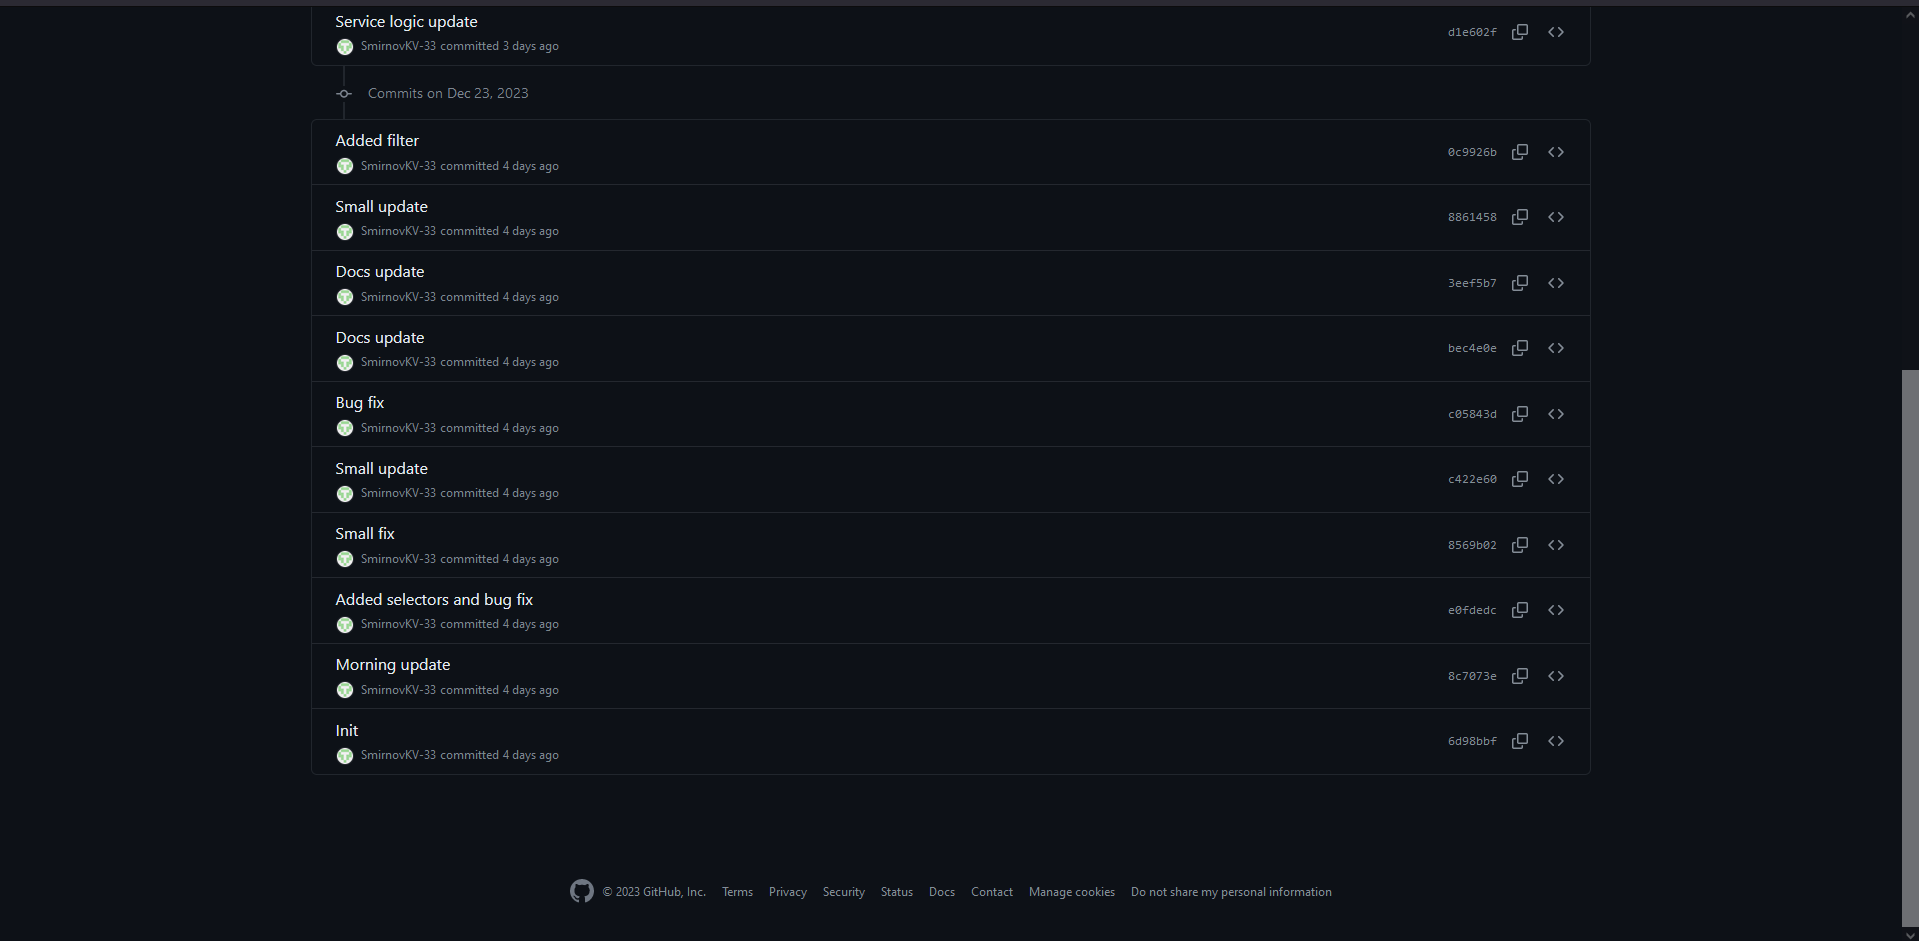 Service logic update
SmirnovKV-33 committed 3 days ago
d1e602f
Commits on Dec 23, 2023
Added filter
SmirnovKV-33 committed 4 days ago
0c9926b
Small update
SmirnovKV-33 committed 4 days ago
8861458
Docs update
SmirnovKV-33 committed 4 days ago
3eef5b7
Docs update
SmirnovKV-33 committed 4 days ago
bec4e0e
Bug fix
SmirnovKV-33 committed 4 days ago
c05843d
Small update
SmirnovKV-33 committed 4 days ago
c422e60
Small fix
SmirnovKV-33 committed 4 days ago
8569b02
Added selectors and bug fix
SmirnovKV-33 committed 4 days ago
e0fdedc
Morning update
SmirnovKV-33 committed 4 days ago
8c7073e
Init
SmirnovKV-33 committed 4 days ago
6d98bbf
© 2023 GitHub, Inc. Terms Privacy Security Status Docs Contact Manage cookies Do not share my personal information